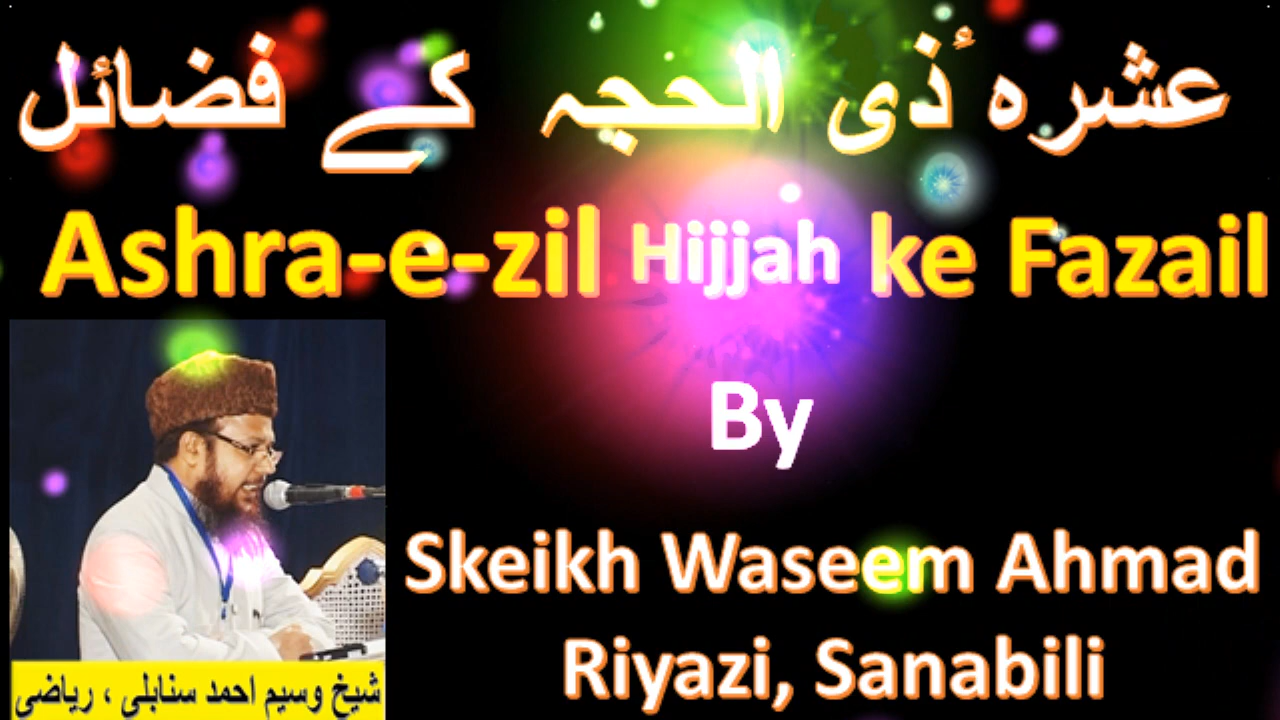 عشرہ ذُی الحجہ کے فضائل
Ashra-e-zil Hijjah ke Fazail
By
Skeikh Waseem Ahmad
Riyazi, Sanabili
شیخ وسیم احمد سنابلی ، ریاضی